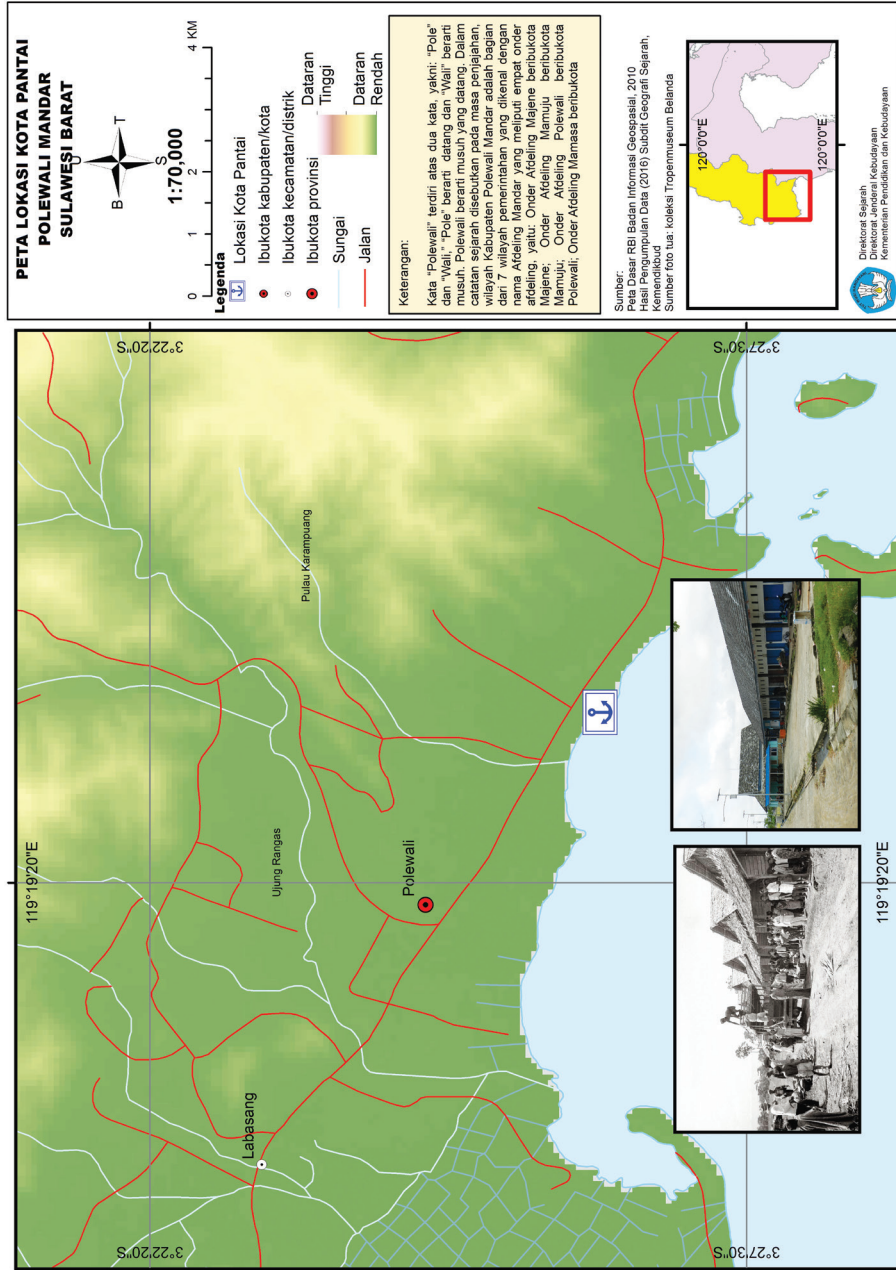 PETA LOKASI KOTA PANTAI
POLEWALI MANDAR
SULAWESI BARAT
U
B
T
S
1:70,000
0
1
2
4 KM
Legenda
Lokasi Kota Pantai
Ibukota kabupaten/kota
Ibukota kecamatan/distrik
Ibukota provinsi
Sungai
Jalan
Dataran
Tinggi
Dataran
Rendah
Keterangan:
Kata "Polewali" terdiri atas dua kata, yakni: "Pole"
dan "Wali," "Pole" berarti datang dan "Wali" berarti
musuh. Polewali berarti musuh yang datang. Dalam
catatan sejarah disebutkan pada masa penjajahan,
wilayah Kabupaten Polewali Mandar adalah bagian
dari 7 wilayah pemerintahan yang dikenal dengan
nama Afdeling Mandar yang meliputi empat onder
afdeling, yaitu: Onder Afdeling Majene beribukota
Majene; Onder Afdeling Mamuju beribukota
Mamuju; Onder Afdeling Polewali beribukota
Polewali; Onder Afdeling Mamasa beribukota
Sumber:
Peta Dasar RBI Badan Informasi Geospasial, 2010
Hasil Pengumpulan Data (2016) Subdit Geografi Sejarah,
Kemendikbud
Sumber foto tua: koleksi Tropenmuseum Belanda
120°0'0"E
120°0'0"E
Direktorat Sejarah
Direktorat Jenderal Kebudayaan
Kementerian Pendidikan dan Kebudayaan
119°19'20"E
3°22'20"S
3°22'20"S
Labasang
Ujung Rangas
Pulau Karampuang
Polewali
3°27'30"S
3°27'30"S
119°19'20"E